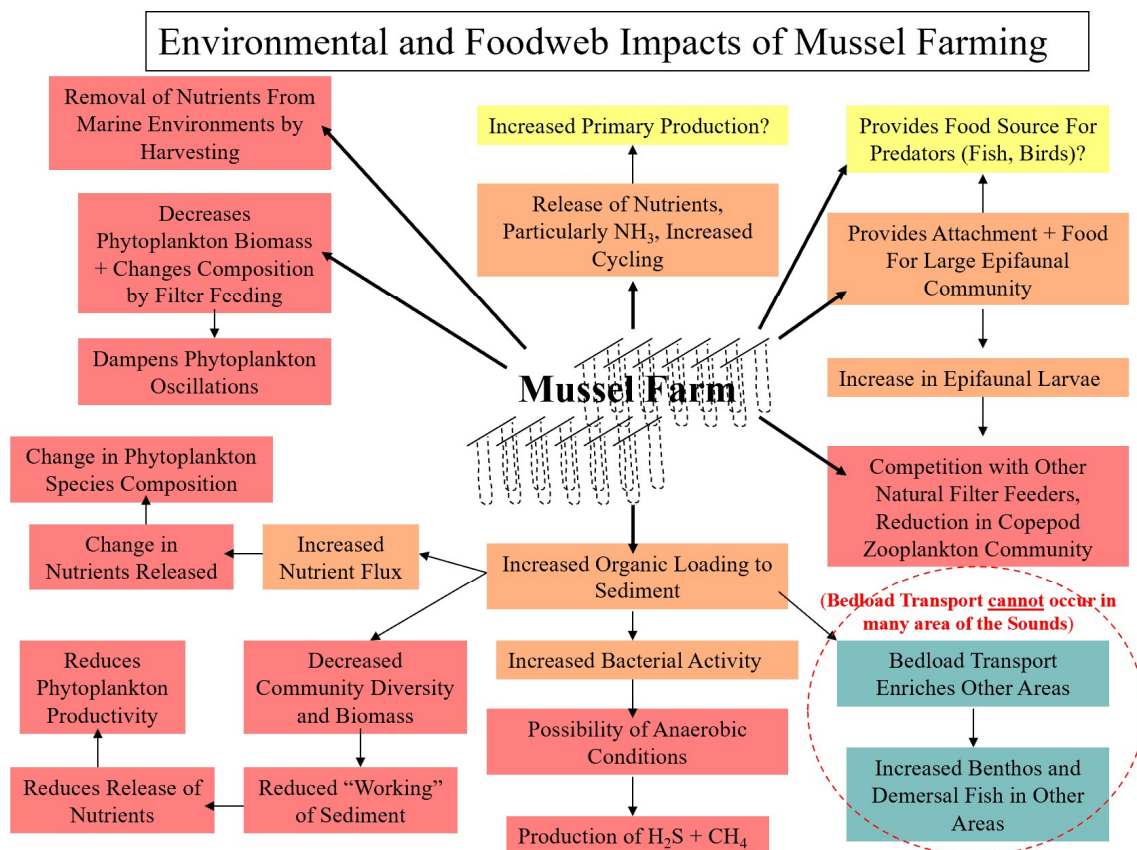 Environmental and Foodweb Impacts of Mussel Farming
Removal of Nutrients From
Marine Environments by
Harvesting
Increased Primary Production?
Provides Food Source For
Predators (Fish, Birds)?
Decreases
Phytoplankton Biomass
+ Changes Composition
by Filter Feeding
Release of Nutrients,
Particularly NH₃, Increased
Cycling
Provides Attachment + Food
For Large Epifaunal
Community
Dampens Phytoplankton
Oscillations
Mussel Farm
Increase in Epifaunal Larvae
Change in Phytoplankton
Species Composition
Competition with Other
Natural Filter Feeders,
Reduction in Copepod
Zooplankton Community
Change in
Nutrients Released
Increased
Nutrient Flux
Increased Organic Loading to
Sediment
(Bedload Transport cannot occur in
many area of the Sounds)
Reduces
Phytoplankton
Productivity
Decreased
Community Diversity
and Biomass
Increased Bacterial Activity
Bedload Transport
Enriches Other Areas
Possibility of Anaerobic
Conditions
Reduces Release of
Nutrients
Reduced “Working”
of Sediment
Increased Benthos and
Demersal Fish in Other
Areas
Production of H₂S + CH₄